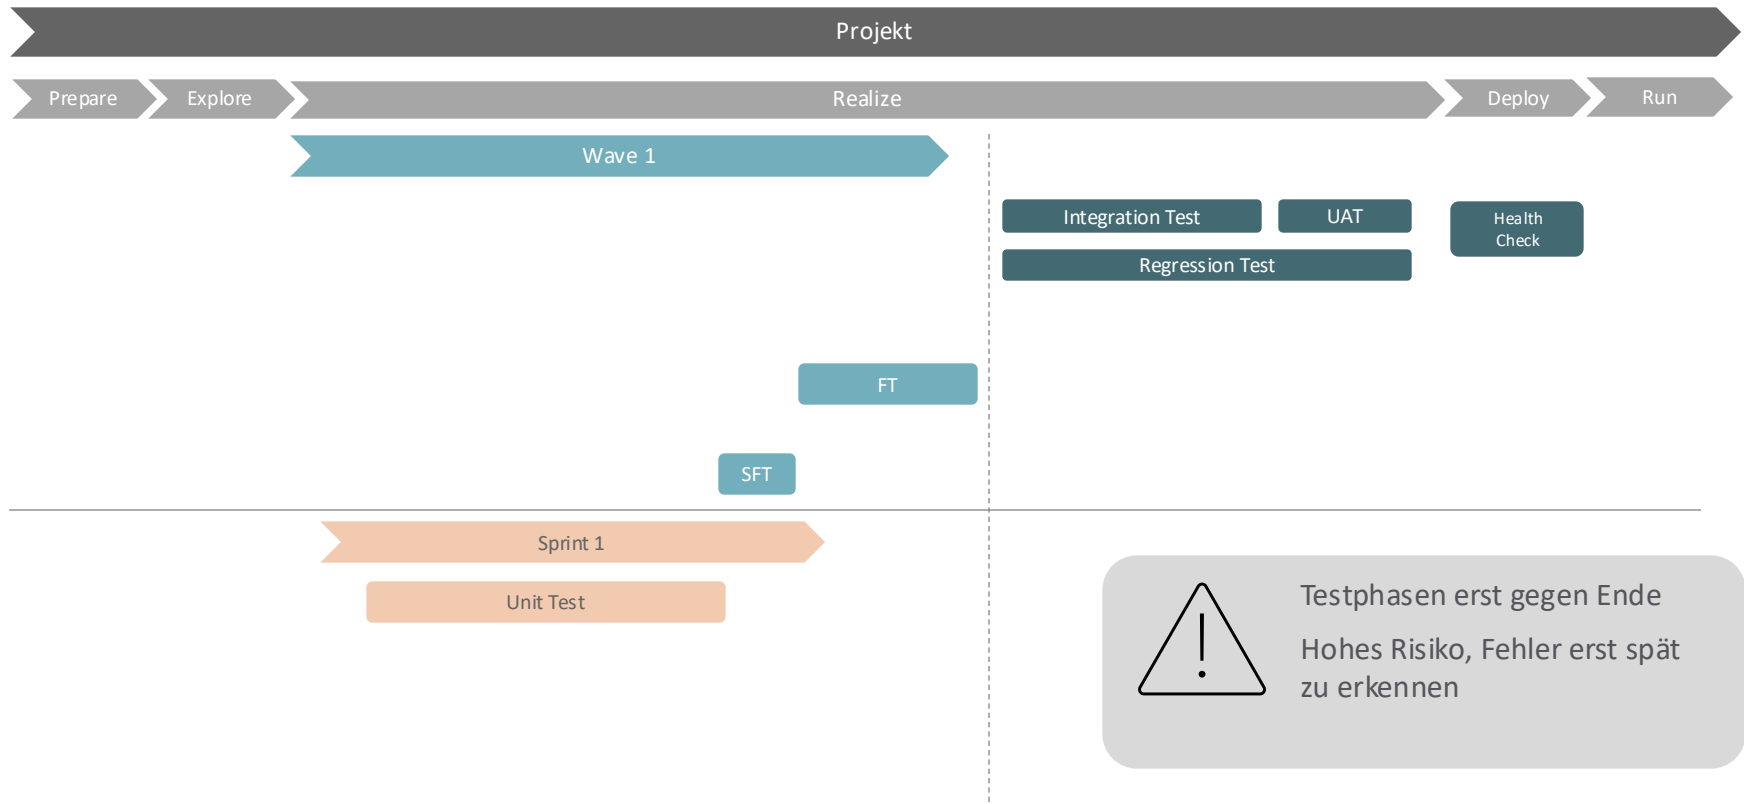 Projekt
Prepare
Explore
Realize
Deploy
Run
Wave 1
Integration Test
UAT
Health
Check
Regression Test
FT
SFT
Sprint 1
Unit Test
Testphasen erst gegen Ende
Hohes Risiko, Fehler erst spät
zu erkennen